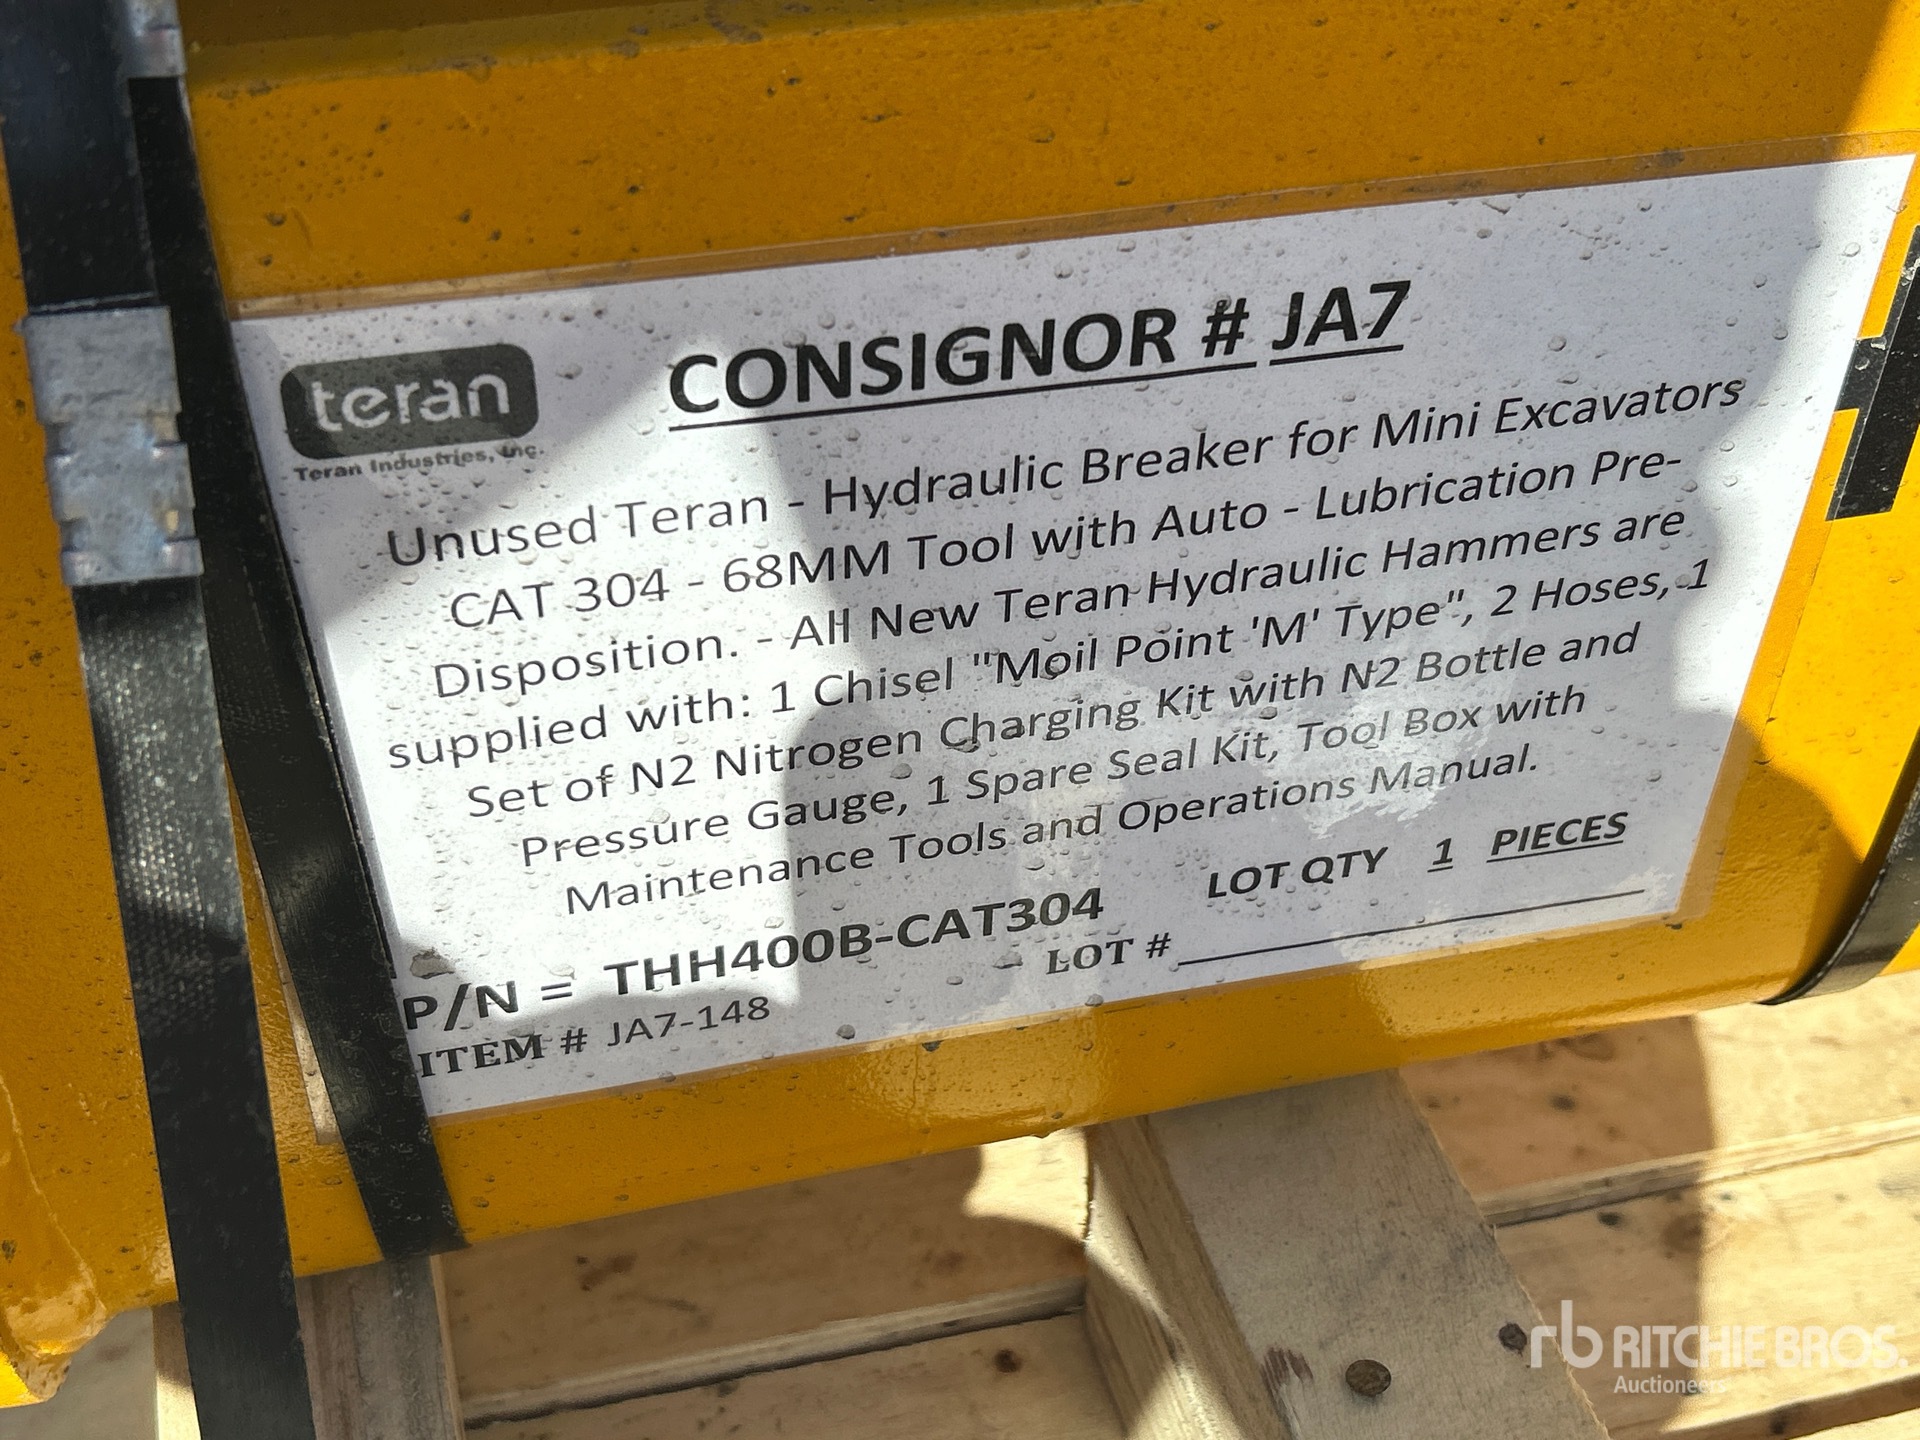 teran
Teran Industries, Inc.
CONSIGNOR # JA7
Unused Teran - Hydraulic Breaker for Mini Excavators
CAT 304 - 68MM Tool with Auto - Lubrication Pre-
Disposition. - All New Teran Hydraulic Hammers are
supplied with: 1 Chisel "Moil Point 'M' Type", 2 Hoses, 1
Set of N2 Nitrogen Charging Kit with N2 Bottle and
Pressure Gauge, 1 Spare Seal Kit, Tool Box with
Maintenance Tools and Operations Manual.
P/N = THH400B-CAT304 LOT QTY 1 PIECES
ITEM # JA7-148 LOT #
rb RITCHIE BROS.
Auctioneers